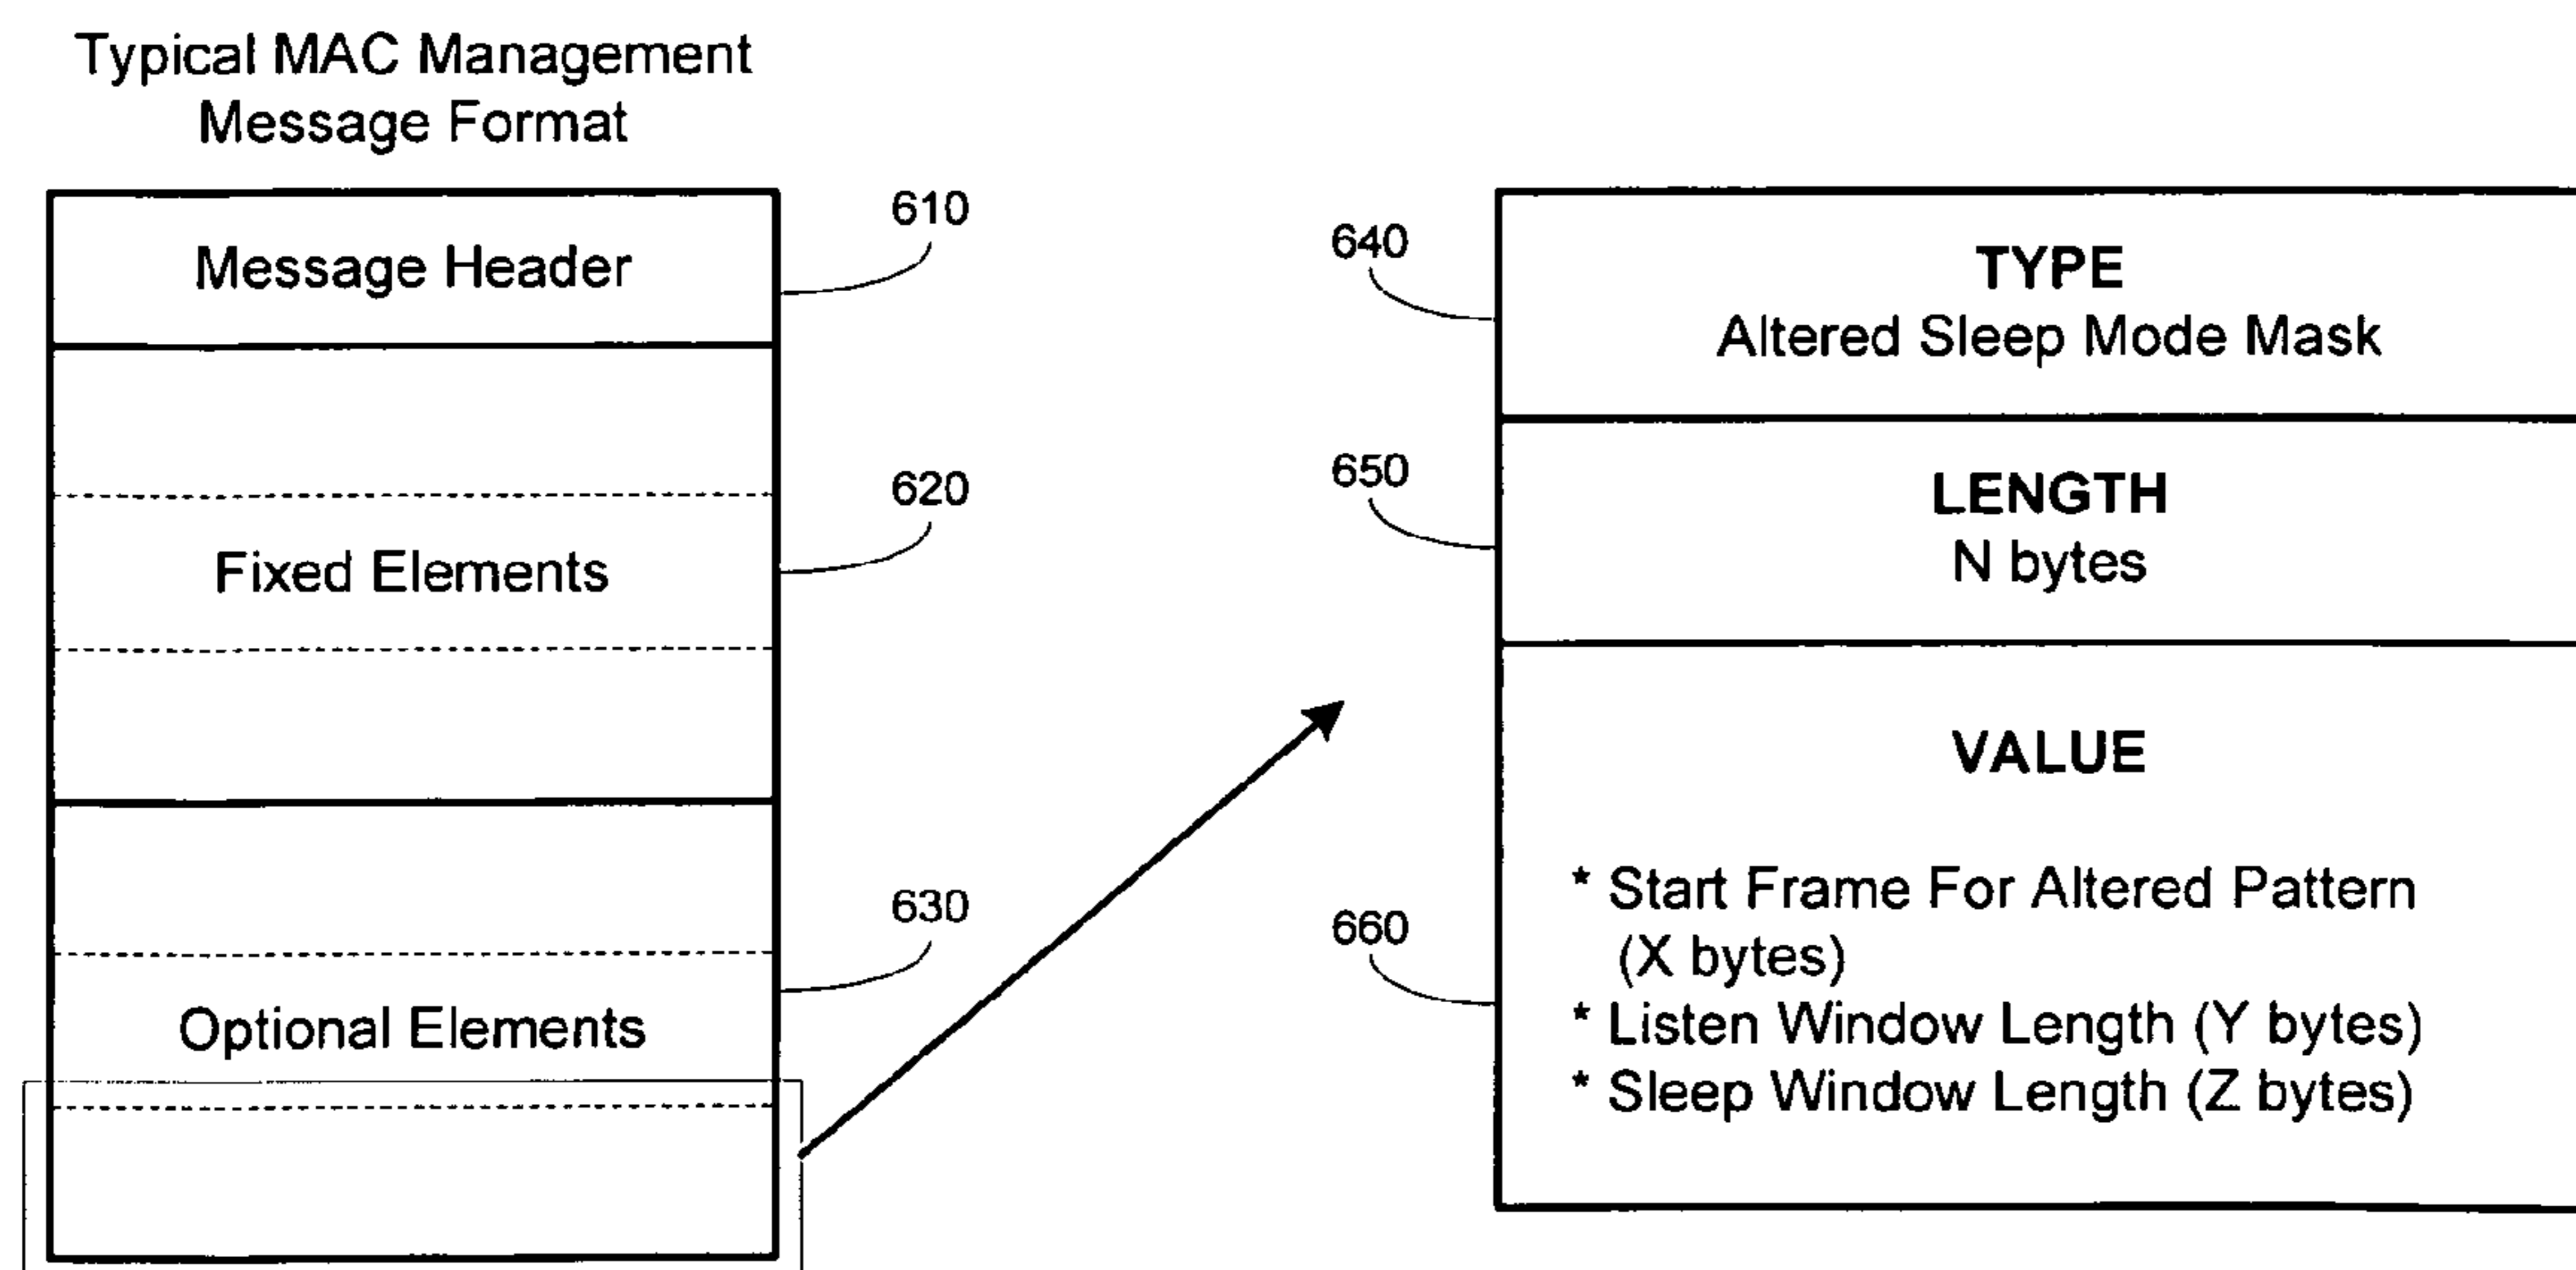 Typical MAC Management
Message Format
Message Header
610
Fixed Elements
620
Optional Elements
630
640
TYPE
Altered Sleep Mode Mask
650
LENGTH
N bytes
660
VALUE
* Start Frame For Altered Pattern
(X bytes)
* Listen Window Length (Y bytes)
* Sleep Window Length (Z bytes)